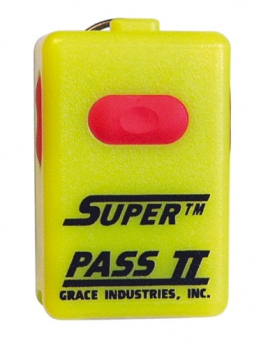 SUPER™
PASS II
GRACE INDUSTRIES, INC.